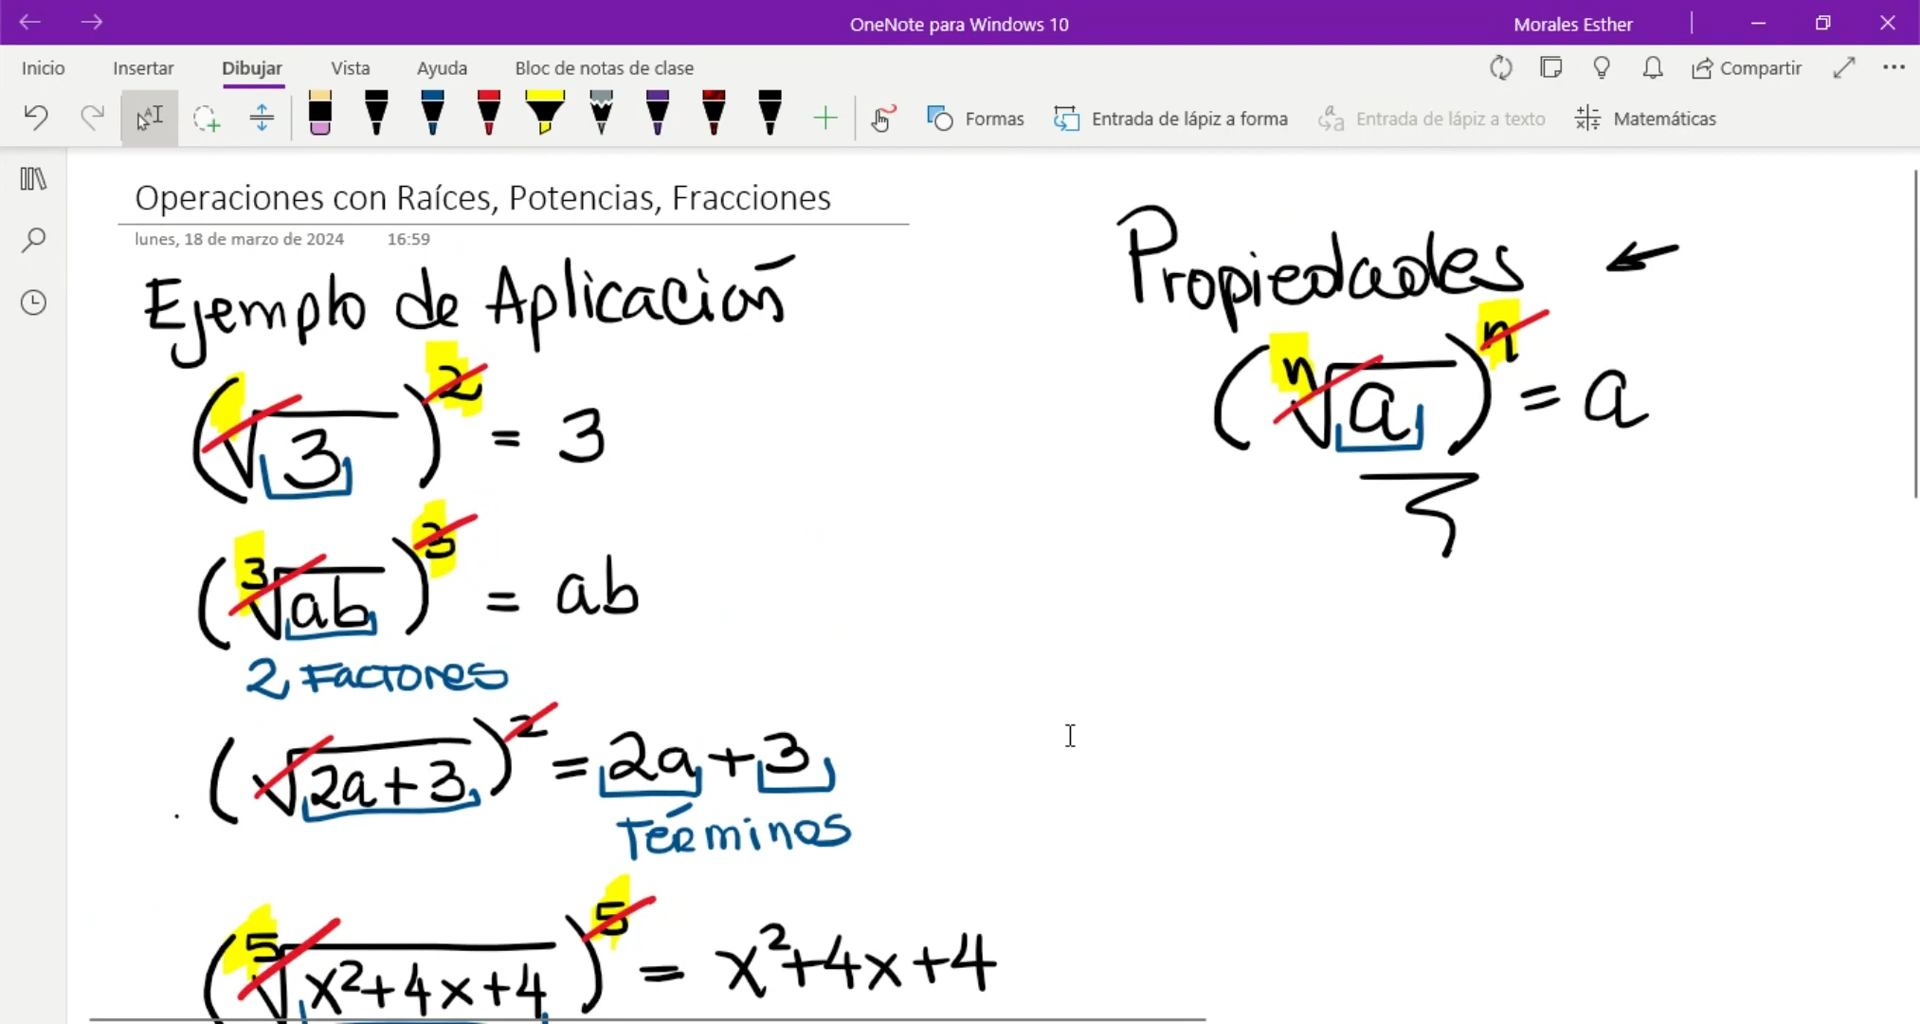 OneNote para Windows 10
Morales Esther
Inicio Insertar Dibujar Vista Ayuda Bloc de notas de clase
Compartir
Formas Entrada de lápiz a forma Entrada de lápiz a texto Matemáticas
Operaciones con Raíces, Potencias, Fracciones
lunes, 18 de marzo de 2024 16:59
Ejemplo de Aplicación
(√3)² = 3
(³√ab)³ = ab
2 Factores
(√2a+3)² = 2a+3
Términos
(⁵√x²+4x+4)⁵ = x²+4x+4
Propiedades ←
(ⁿ√a)ⁿ = a